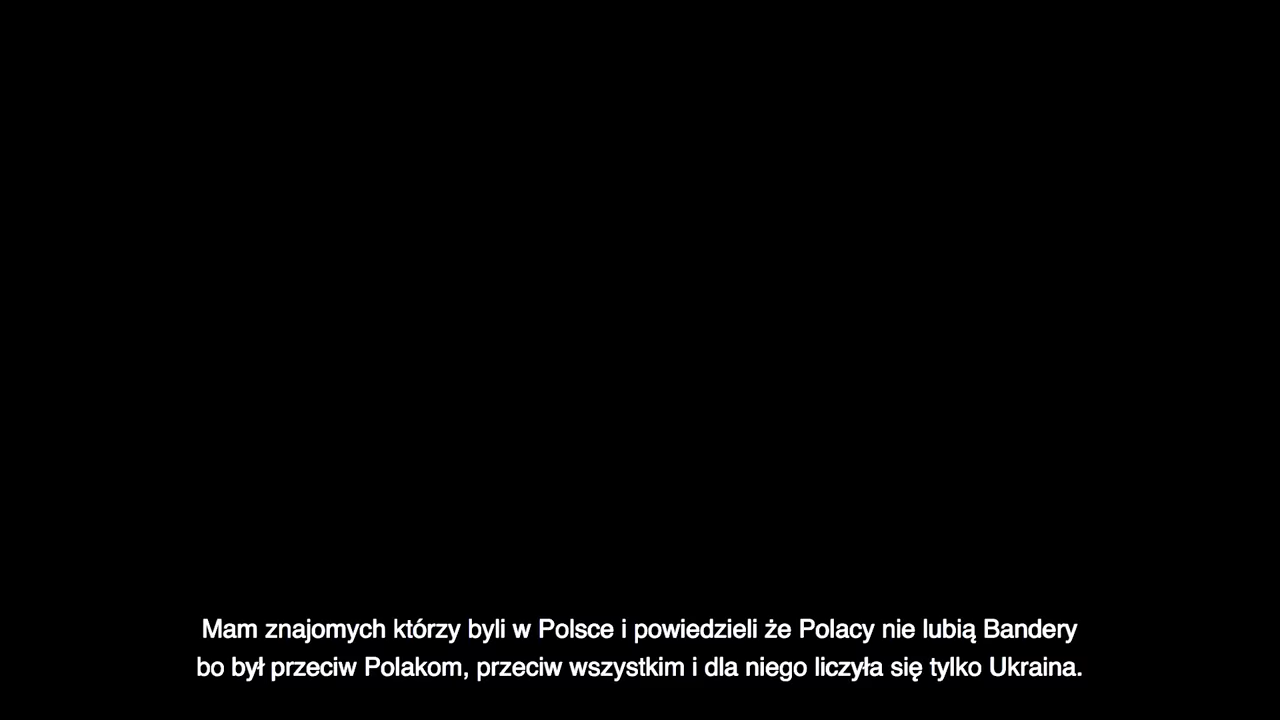 Mam znajomych którzy byli w Polsce i powiedzieli że Polacy nie lubią Bandery
bo był przeciw Polakom, przeciw wszystkim i dla niego liczyła się tylko Ukraina.